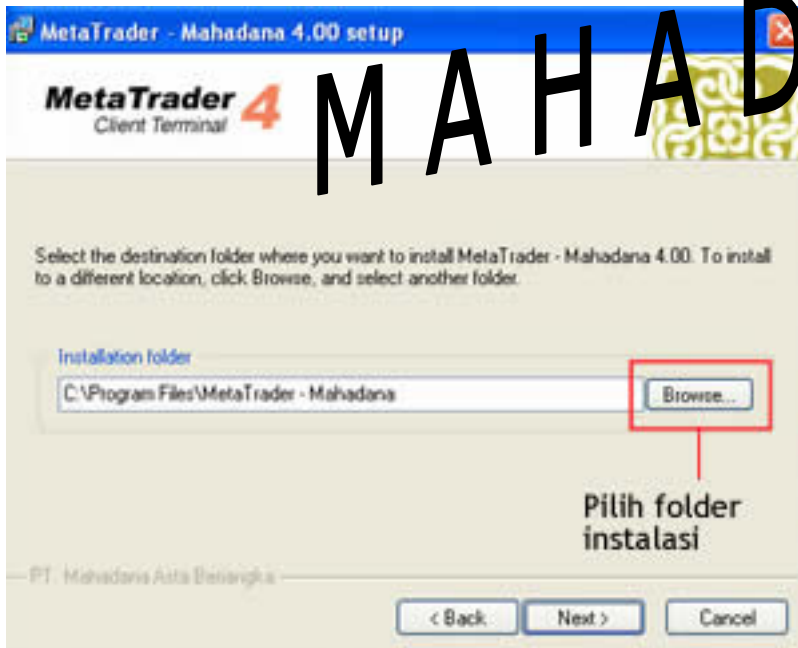 MetaTrader - Mahadana 4.00 setup
MetaTrader 4
Client Terminal
M A H A D
Select the destination folder where you want to install MetaTrader - Mahadana 4.00. To install
to a different location, click Browse, and select another folder.
Installation folder
C:\Program Files\MetaTrader - Mahadana
Browse...
Pilih folder
instalasi
PT. Mahadana Asta Berjangka
< Back
Next >
Cancel